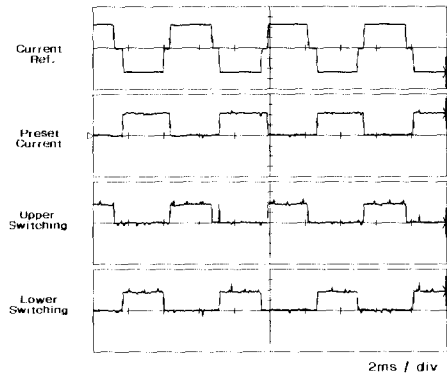 Current
Ref.
Preset
Current
Upper
Switching
Lower
Switching
2ms / div